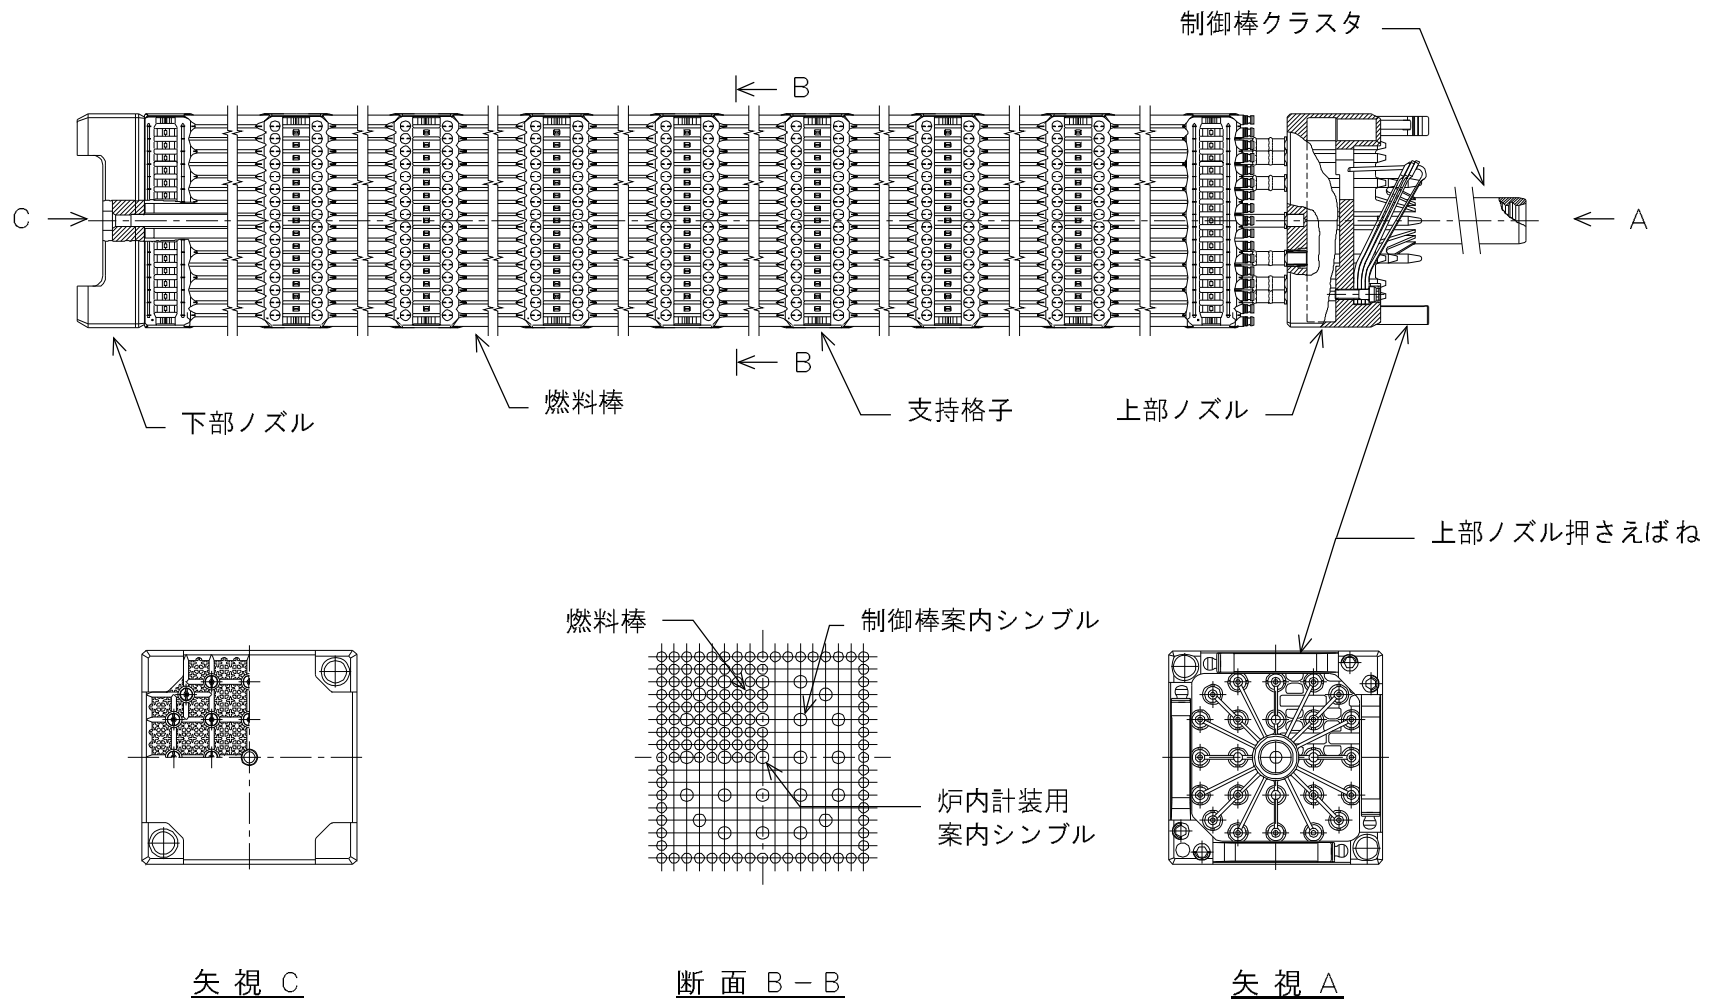 制御棒クラスタ
B
C
A
B
燃料棒
支持格子
上部ノズル
下部ノズル
上部ノズル押さえばね
燃料棒
制御棒案内シンブル
炉内計装用
案内シンブル
矢視 C
断面 B－B
矢視 A